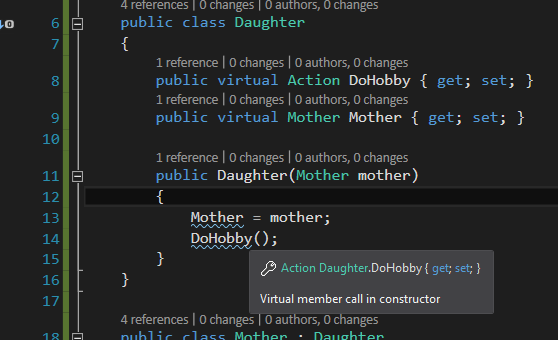 4 references | 0 changes | 0 authors, 0 changes
6 public class Daughter
7 {
1 reference | 0 changes | 0 authors, 0 changes
8 public virtual Action DoHobby { get; set; }
1 reference | 0 changes | 0 authors, 0 changes
9 public virtual Mother Mother { get; set; }
10
1 reference | 0 changes | 0 authors, 0 changes
11 public Daughter(Mother mother)
12 {
13 Mother = mother;
14 DoHobby();
15 }
Action Daughter.DoHobby { get; set; }
16 }
Virtual member call in constructor
17
4 references | 0 changes | 0 authors, 0 changes
18 public class Mother : Daughter